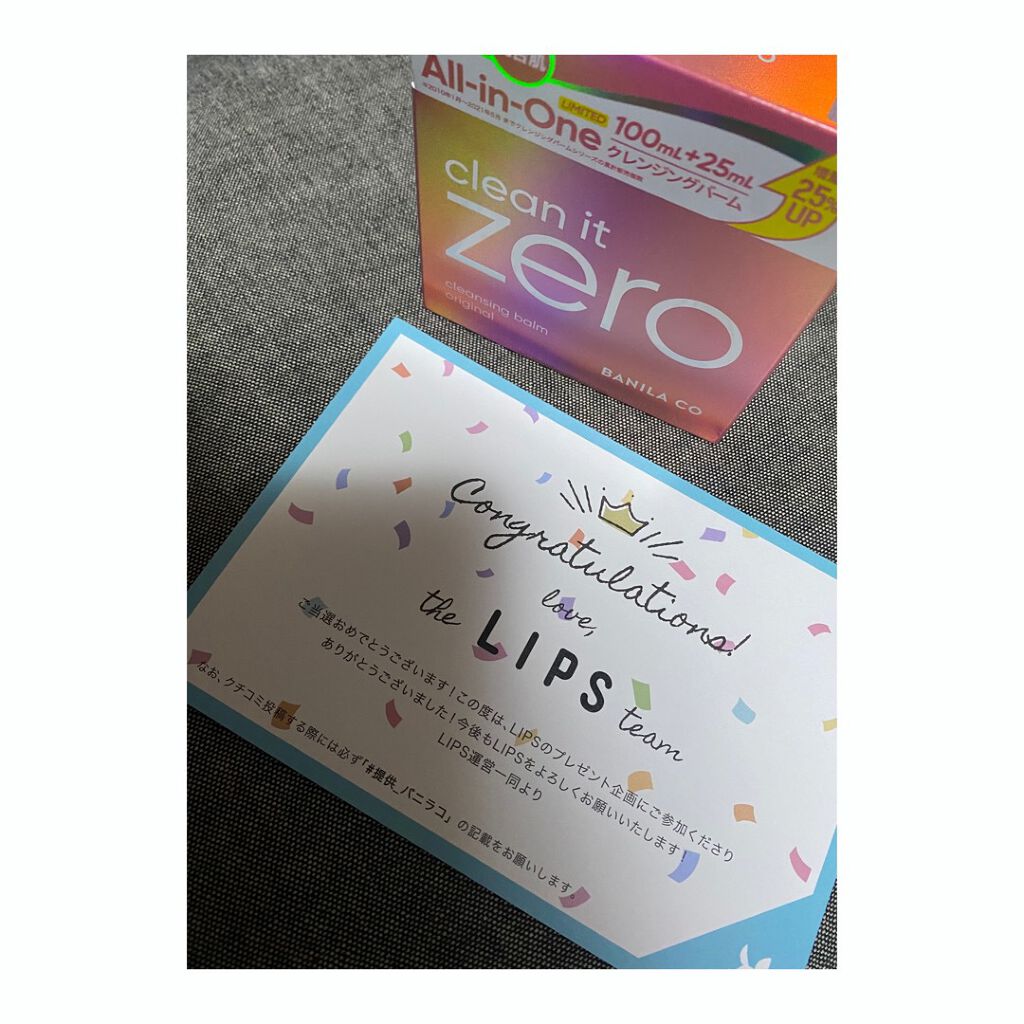 All-in-One
LIMITED
100mL+25mL
クレンジングバーム
25%
UP
clean it
zero
cleansing balm
original
BANILA CO
Congratulations!
love,
the LIPS team
ご当選おめでとうございます!この度は、LIPSのプレゼント企画にご参加くださり
ありがとうございました!今後もLIPSをよろしくお願いいたします!
LIPS運営一同より
なお、クチコミ投稿する際には必ず「#提供_バニラコ」の記載をお願いします。